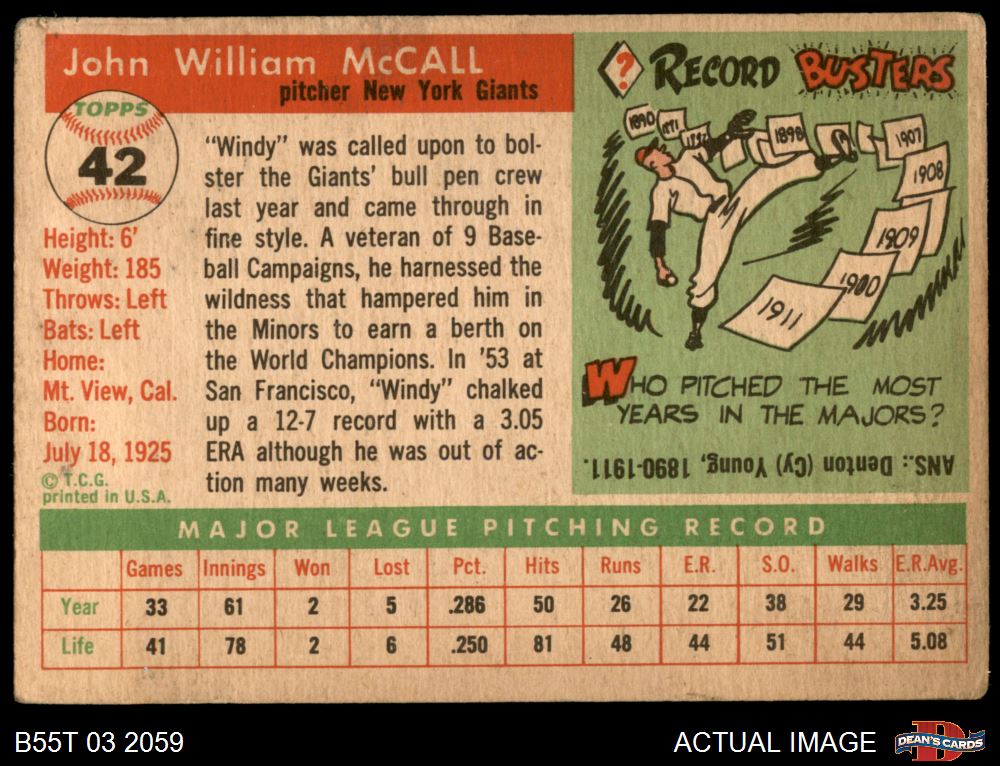 John William McCALL
pitcher New York Giants
TOPPS
42
Height: 6'
Weight: 185
Throws: Left
Bats: Left
Home:
Mt. View, Cal.
Born:
July 18, 1925
© T.C.G.
printed in U.S.A.
"Windy" was called upon to bol-
ster the Giants' bull pen crew
last year and came through in
fine style. A veteran of 9 Base-
ball Campaigns, he harnessed the
wildness that hampered him in
the Minors to earn a berth on
the World Champions. In '53 at
San Francisco, "Windy" chalked
up a 12-7 record with a 3.05
ERA although he was out of ac-
tion many weeks.
? RECORD BUSTERS
1890 1891 1892 1898 1907
1908
1909
1900
1911
WHO PITCHED THE MOST
YEARS IN THE MAJORS?
ANS.: Denton (Cy) Young, 1890-1911.
MAJOR LEAGUE PITCHING RECORD
Games Innings Won Lost Pct. Hits Runs E.R. S.O. Walks E.R.Avg.
Year 33 61 2 5 .286 50 26 22 38 29 3.25
Life 41 78 2 6 .250 81 48 44 51 44 5.08
B55T 03 2059
ACTUAL IMAGE
DEAN'S CARDS